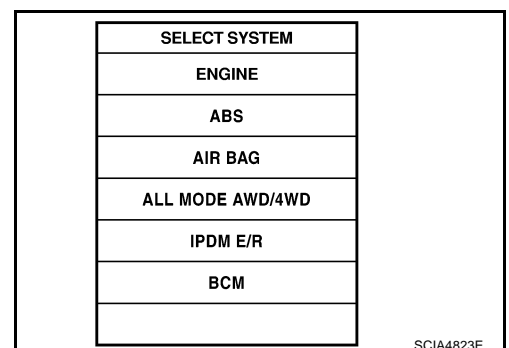 SELECT SYSTEM
ENGINE
ABS
AIR BAG
ALL MODE AWD/4WD
IPDM E/R
BCM
SCIA4823E